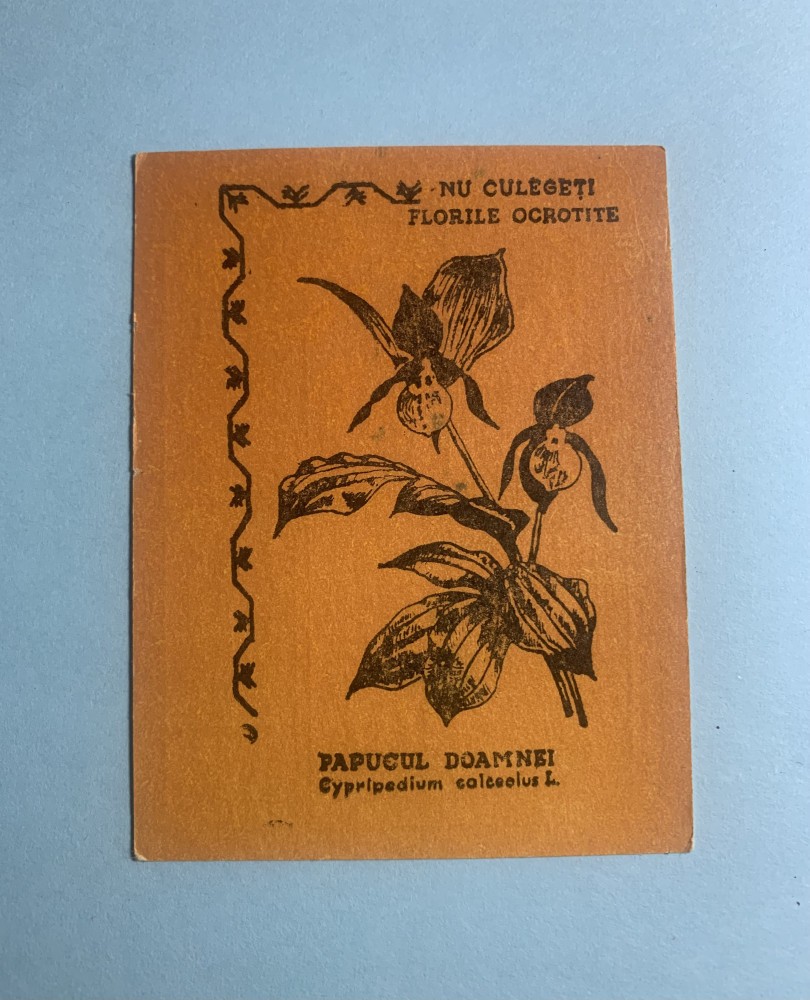 NU CULEGEȚI
FLORILE OCROTITE
PAPUCUL DOAMNEI
Cypripedium calceolus L.